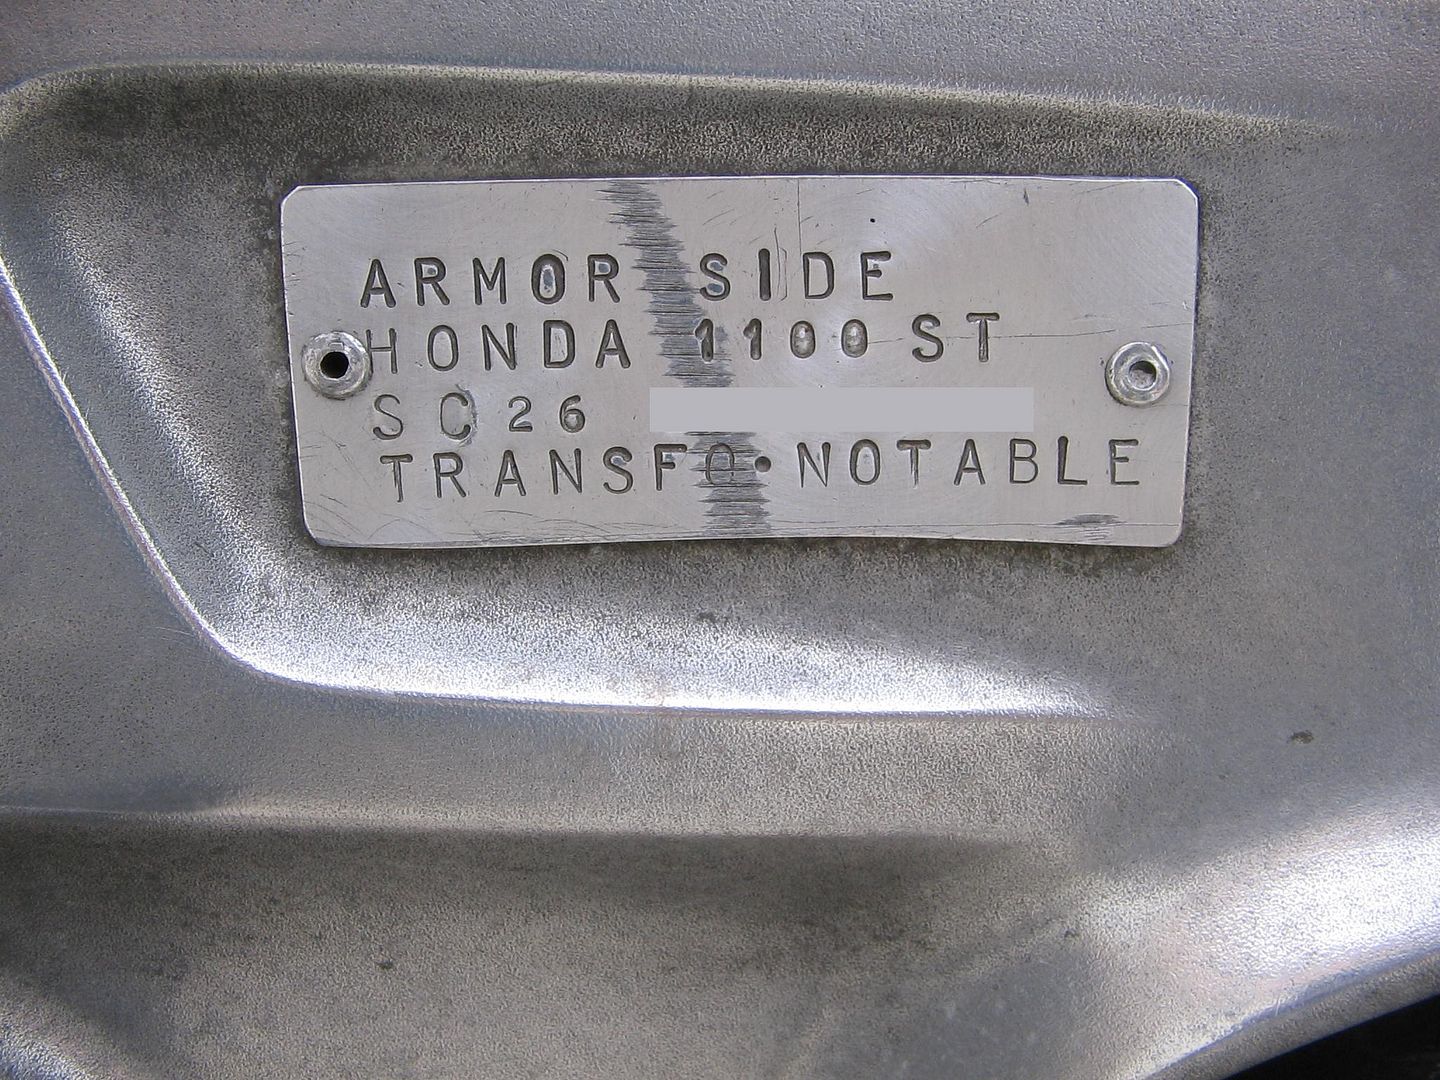 ARMOR SIDE
HONDA 1100 ST
SC26
TRANSFO·NOTABLE